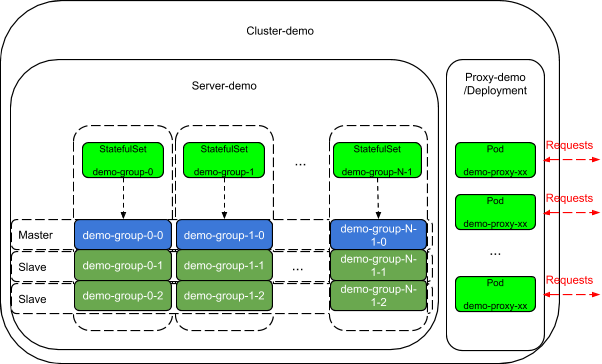 Cluster-demo
Server-demo
Proxy-demo
/Deployment
StatefulSet
demo-group-0
StatefulSet
demo-group-1
...
StatefulSet
demo-group-N-1
Pod
demo-proxy-xx
Requests
Pod
demo-proxy-xx
Requests
...
Pod
demo-proxy-xx
Requests
Master
demo-group-0-0
demo-group-1-0
demo-group-N-
1-0
Slave
demo-group-0-1
demo-group-1-1
...
demo-group-N-
1-1
Slave
demo-group-0-2
demo-group-1-2
demo-group-N-
1-2